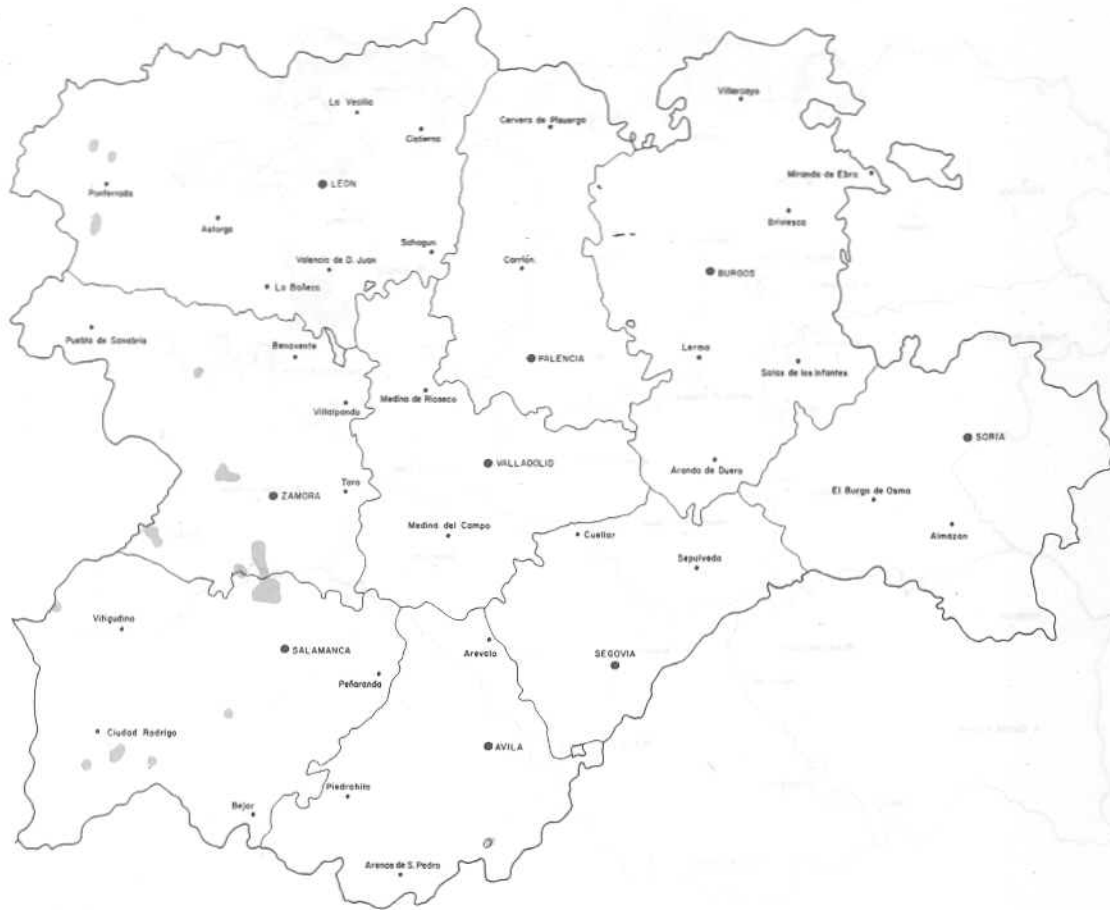 Villarcayo
La Vecilla
Cervera de Pisuerga
Cistierna
Miranda de Ebro
Ponferrada
LEON
Briviesca
Astorga
Sahagun
Valencia de D. Juan
Carrión
BURGOS
La Bañeza
Puebla de Sanabria
Benavente
PALENCIA
Lerma
Salas de los Infantes
Medina de Rioseco
Villalpando
SORIA
VALLADOLID
Aranda de Duero
Toro
ZAMORA
El Burgo de Osma
Medina del Campo
Cuellar
Almazan
Sepulveda
Vitigudino
SALAMANCA
Arevalo
SEGOVIA
Peñaranda
Ciudad Rodrigo
AVILA
Piedrahita
Bejar
Arenas de S. Pedro